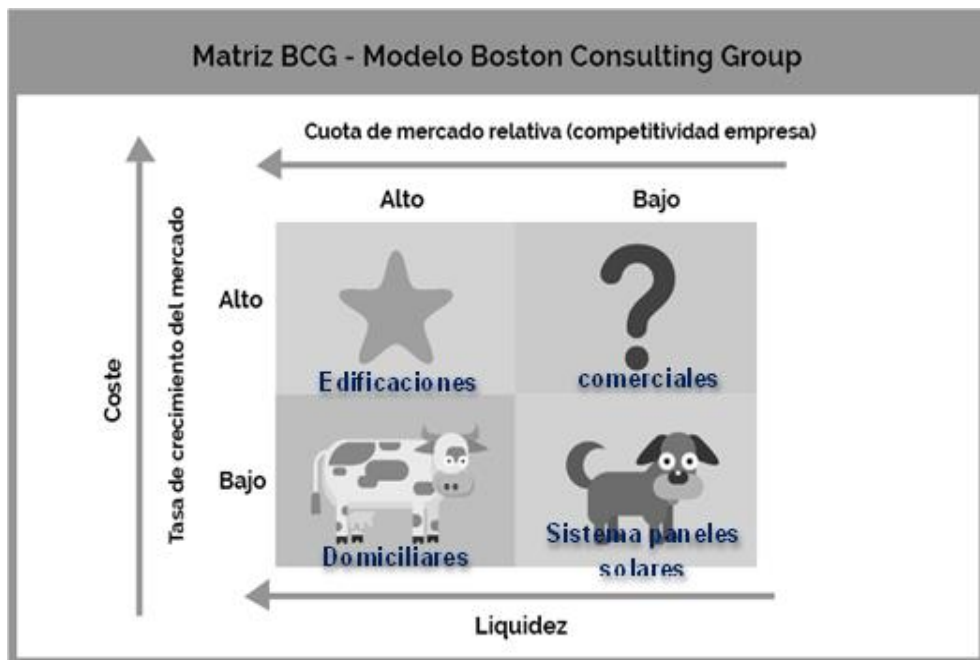 Matriz BCG - Modelo Boston Consulting Group
Cuota de mercado relativa (competitividad empresa)
Alto
Bajo
Coste
Tasa de crecimiento del mercado
Alto
?
Edificaciones
comerciales
Bajo
Domiciliares
Sistema paneles
solares
Liquidez